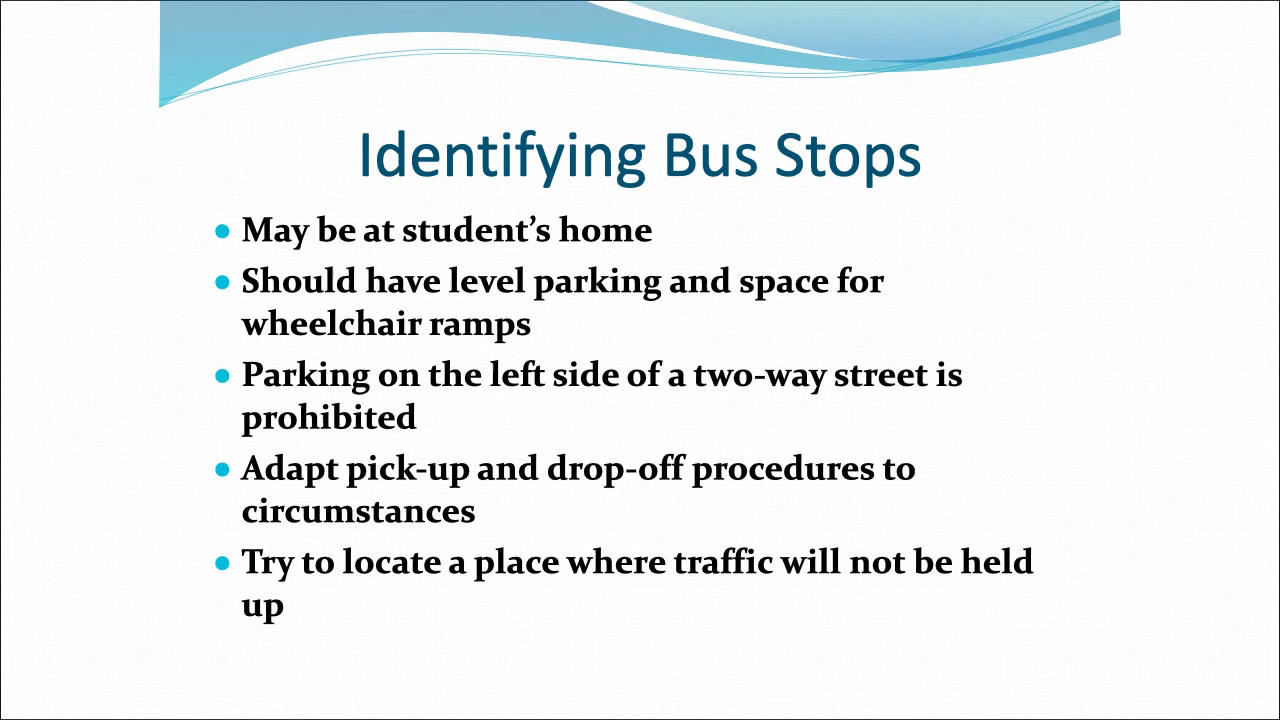 Identifying Bus Stops
• May be at student’s home
• Should have level parking and space for
wheelchair ramps
• Parking on the left side of a two-way street is
prohibited
• Adapt pick-up and drop-off procedures to
circumstances
• Try to locate a place where traffic will not be held
up